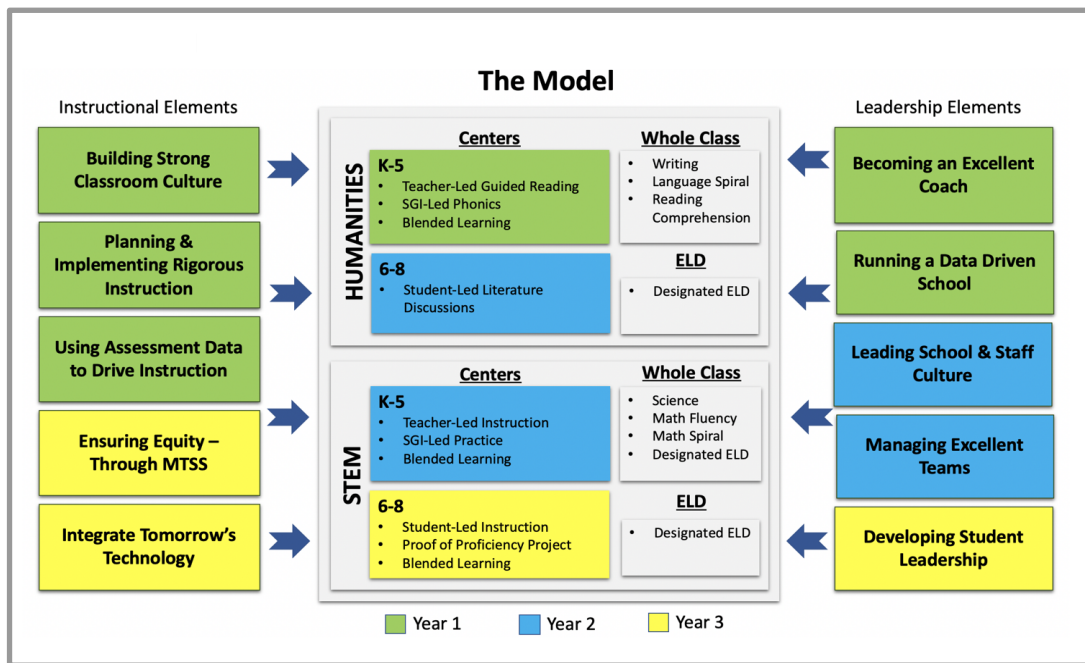 The Model
Instructional Elements
Building Strong
Classroom Culture
Planning &
Implementing Rigorous
Instruction
Using Assessment Data
to Drive Instruction
Ensuring Equity –
Through MTSS
Integrate Tomorrow's
Technology
HUMANITIES
Centers
K-5
• Teacher-Led Guided Reading
• SGI-Led Phonics
• Blended Learning
6-8
• Student-Led Literature
Discussions
Whole Class
• Writing
• Language Spiral
• Reading
Comprehension
ELD
• Designated ELD
STEM
Centers
K-5
• Teacher-Led Instruction
• SGI-Led Practice
• Blended Learning
6-8
• Student-Led Instruction
• Proof of Proficiency Project
• Blended Learning
Whole Class
• Science
• Math Fluency
• Math Spiral
• Designated ELD
ELD
• Designated ELD
Leadership Elements
Becoming an Excellent
Coach
Running a Data Driven
School
Leading School & Staff
Culture
Managing Excellent
Teams
Developing Student
Leadership
Year 1
Year 2
Year 3